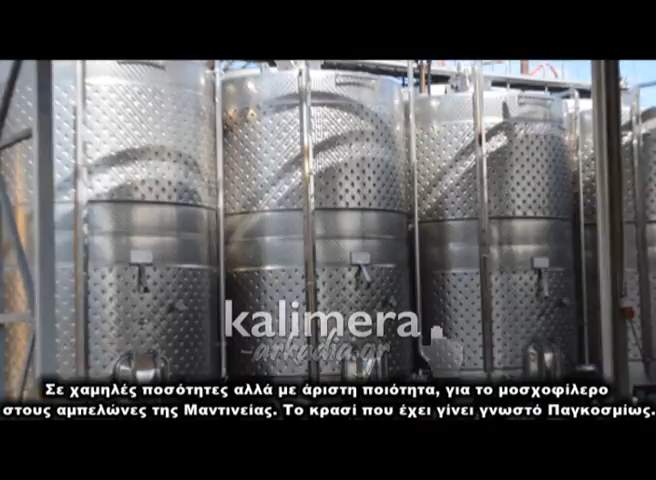 kalimera
-arkadia.gr
Σε χαμηλές ποσότητες αλλά με άριστη ποιότητα, για το μοσχοφίλερο
στους αμπελώνες της Μαντινείας. Το κρασί που έχει γίνει γνωστό Παγκοσμίως.